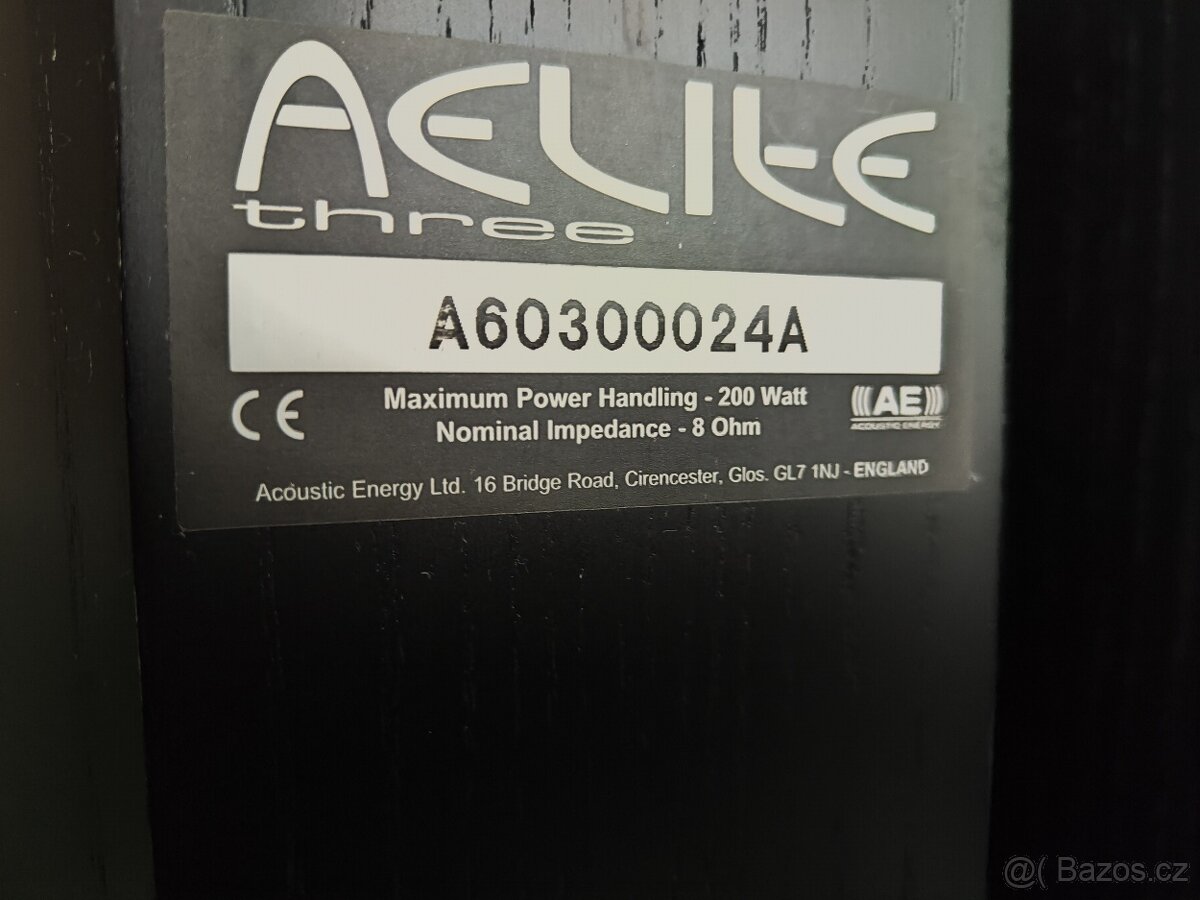 AELITE
three
A60300024A
CE
Maximum Power Handling - 200 Watt
Nominal Impedance - 8 Ohm
(((AE)))
ACOUSTIC ENERGY
Acoustic Energy Ltd. 16 Bridge Road, Cirencester, Glos. GL7 1NJ - ENGLAND
@( Bazos.cz